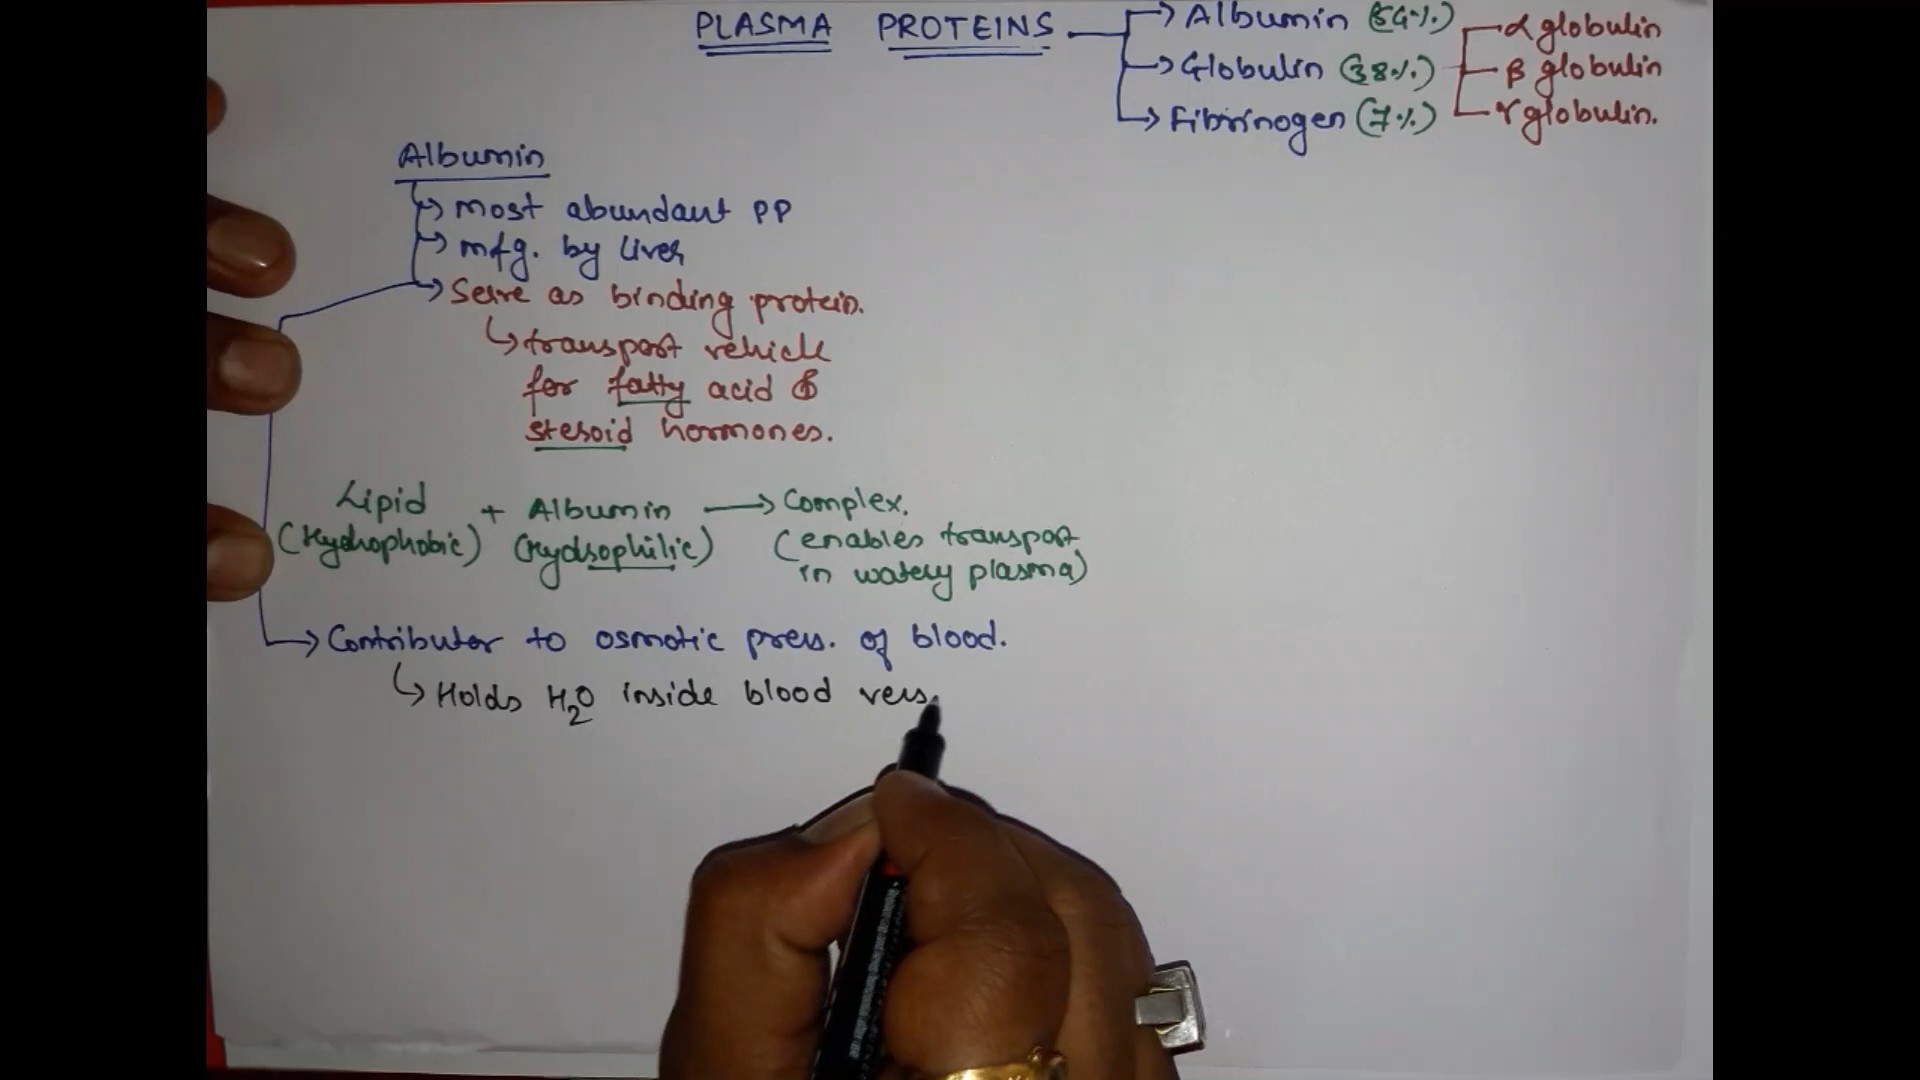 PLASMA PROTEINS
Albumin (54%)
Globulin (38%)
Fibrinogen (7%)
α globulin
β globulin
γ globulin.
Albumin
most abundant PP
mfg. by liver
Serve as binding protein.
transport vehicle
for fatty acid &
steroid hormones.
Lipid + Albumin → Complex.
(Hydrophobic) (Hydrophilic) (enables transport
in watery plasma)
Contributor to osmotic press. of blood.
Holds H₂O inside blood vess